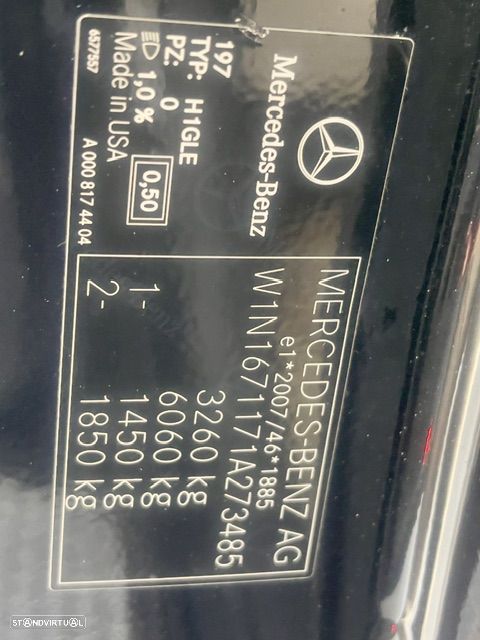 Mercedes-Benz
197
TYP: H1GLE
PZ: 0
1,0 %
0,50
Made in USA
6577557
A 000 817 44 04
MERCEDES-BENZ AG
e1*2007/46*1885
W1N1671171A273485
3260 kg
6060 kg
1- 1450 kg
2- 1850 kg
STANDVIRTUAL